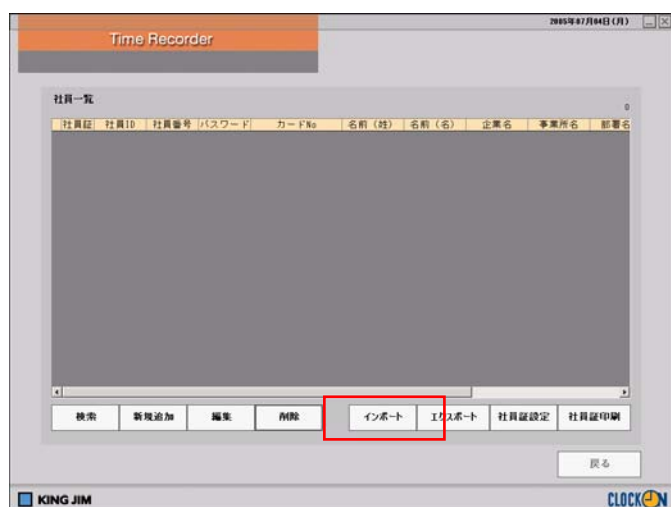 2005年07月04日(月)
Time Recorder
社員一覧
0
社員証 社員ID 社員番号 パスワード カードNo 名前(姓) 名前(名) 企業名 事業所名 部署名
検索 新規追加 編集 削除 インポート エクスポート 社員証設定 社員証印刷
戻る
KING JIM
CLOCKON